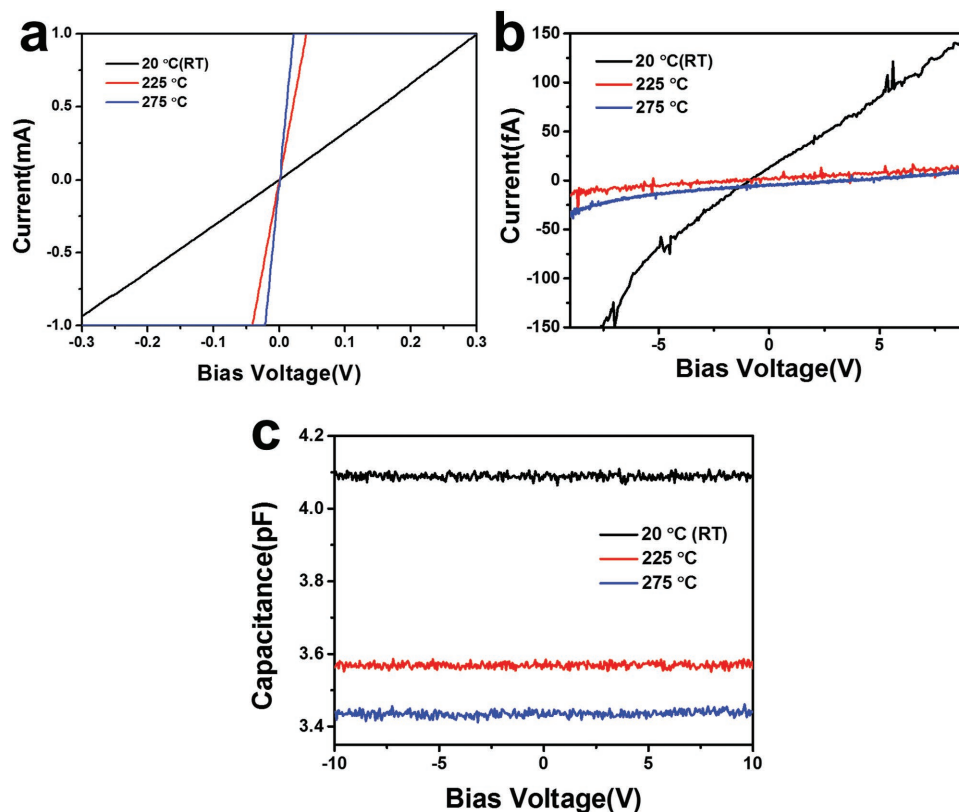 a
1.0
0.5
0.0
-0.5
-1.0
Current(mA)
20 °C(RT)
225 °C
275 °C
-0.3 -0.2 -0.1 0.0 0.1 0.2 0.3
Bias Voltage(V)
b
150
100
50
0
-50
-100
-150
Current(fA)
20 °C(RT)
225 °C
275 °C
-5 0 5
Bias Voltage(V)
c
4.2
4.0
3.8
3.6
3.4
Capacitance(pF)
20 °C (RT)
225 °C
275 °C
-10 -5 0 5 10
Bias Voltage(V)